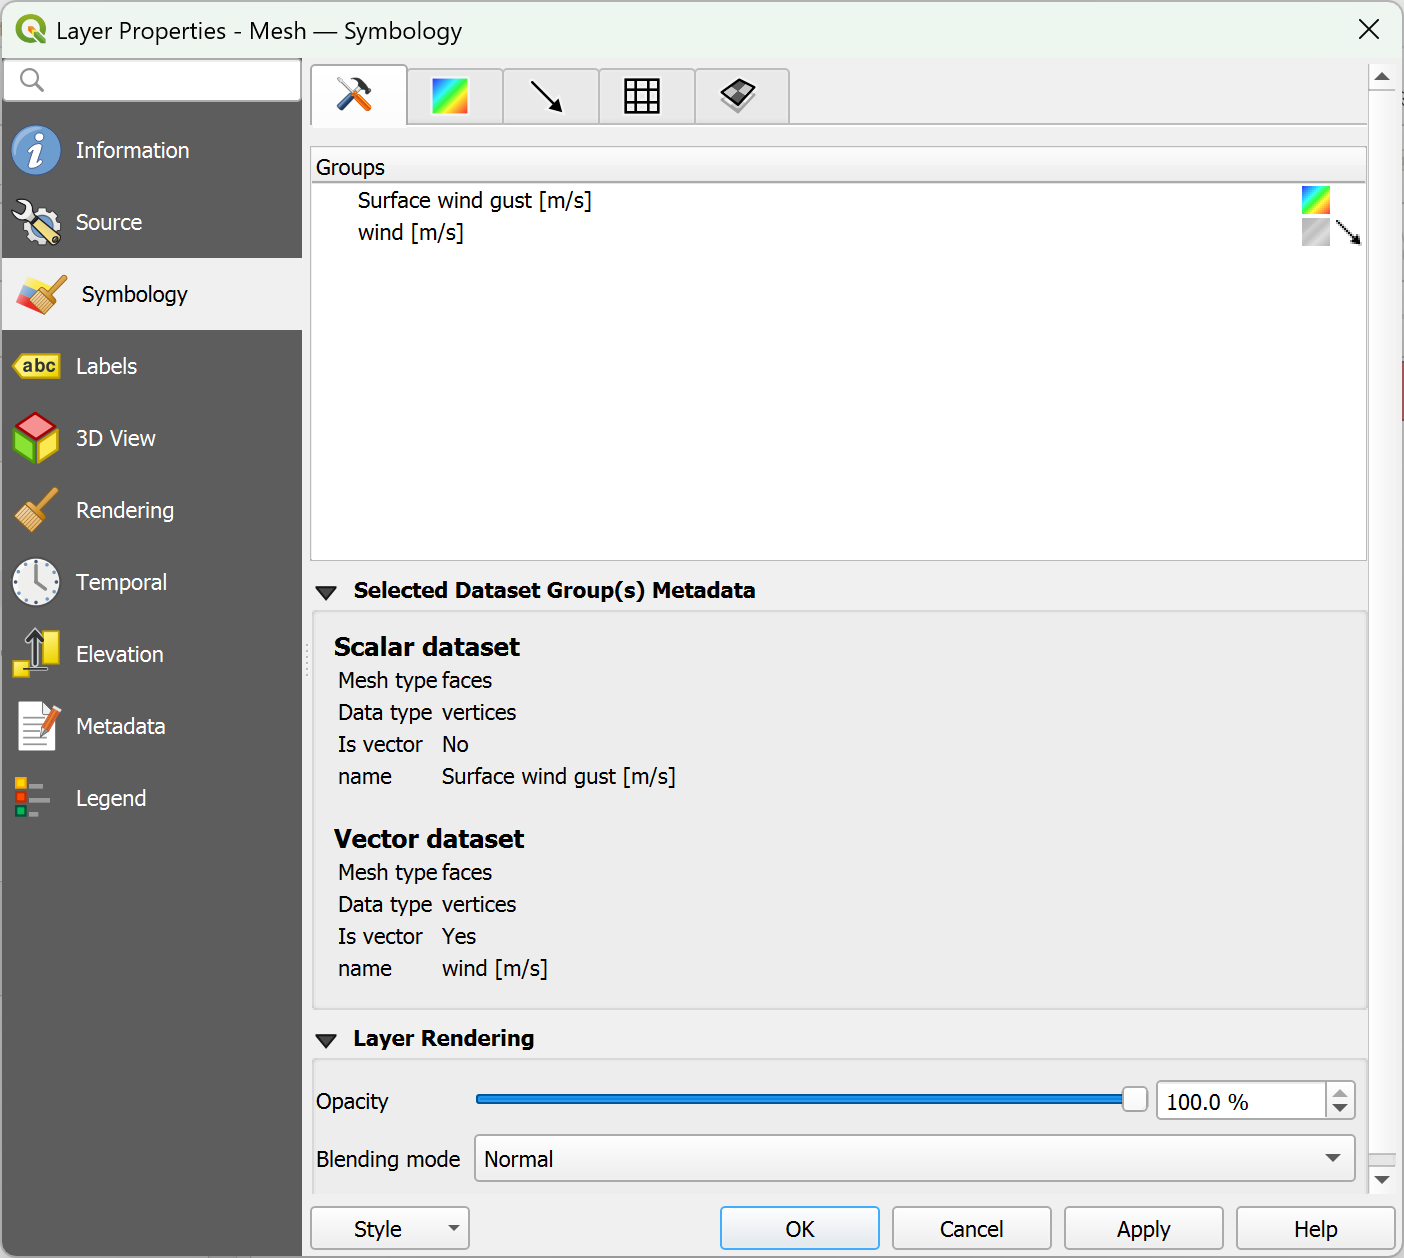 Layer Properties - Mesh — Symbology
Information
Source
Symbology
abc Labels
3D View
Rendering
Temporal
Elevation
Metadata
Legend
Groups
Surface wind gust [m/s]
wind [m/s]
Selected Dataset Group(s) Metadata
Scalar dataset
Mesh type faces
Data type vertices
Is vector No
name Surface wind gust [m/s]
Vector dataset
Mesh type faces
Data type vertices
Is vector Yes
name wind [m/s]
Layer Rendering
Opacity 100.0 %
Blending mode Normal
Style OK Cancel Apply Help